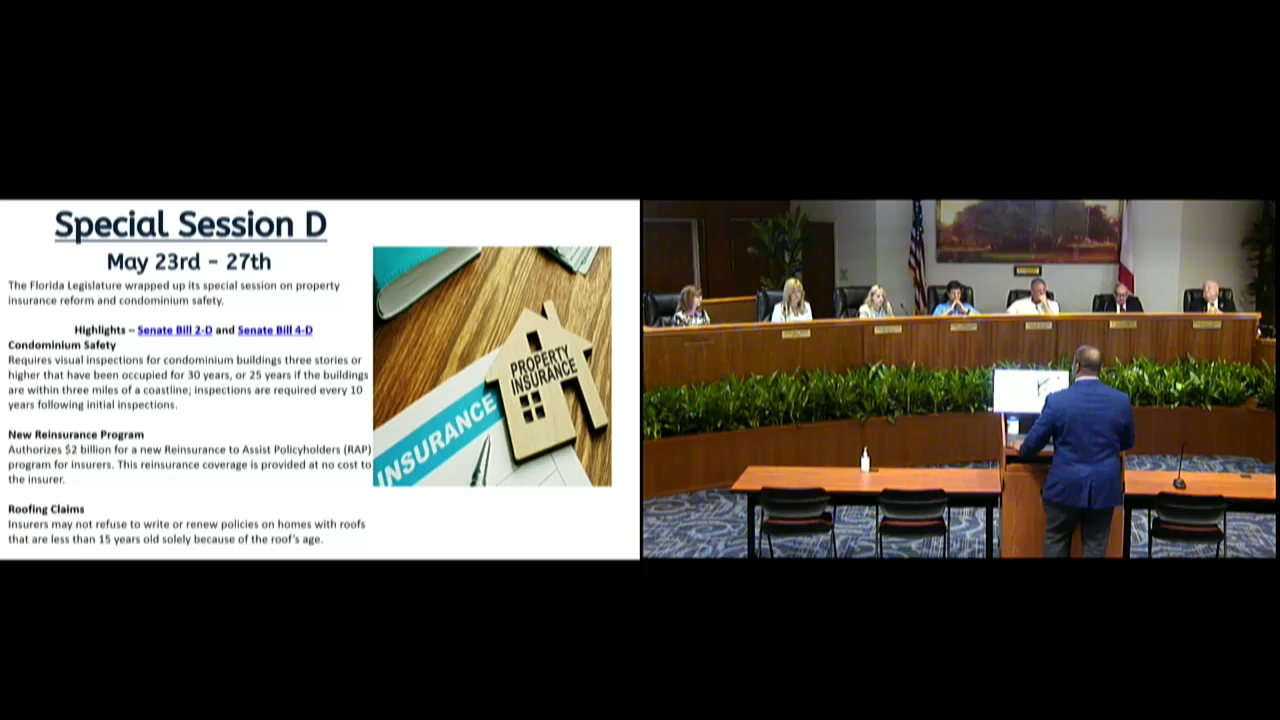 Special Session D
May 23rd – 27th
The Florida Legislature wrapped up its special session on property
insurance reform and condominium safety.
Highlights – Senate Bill 2-D and Senate Bill 4-D
Condominium Safety
Requires visual inspections for condominium buildings three stories or
higher that have been occupied for 30 years, or 25 years if the buildings
are within three miles of a coastline; inspections are required every 10
years following initial inspections.
New Reinsurance Program
Authorizes $2 billion for a new Reinsurance to Assist Policyholders (RAP)
program for insurers. This reinsurance coverage is provided at no cost to
the insurer.
Roofing Claims
Insurers may not refuse to write or renew policies on homes with roofs
that are less than 15 years old solely because of the roof's age.
PROPERTY
INSURANCE
INSURANCE